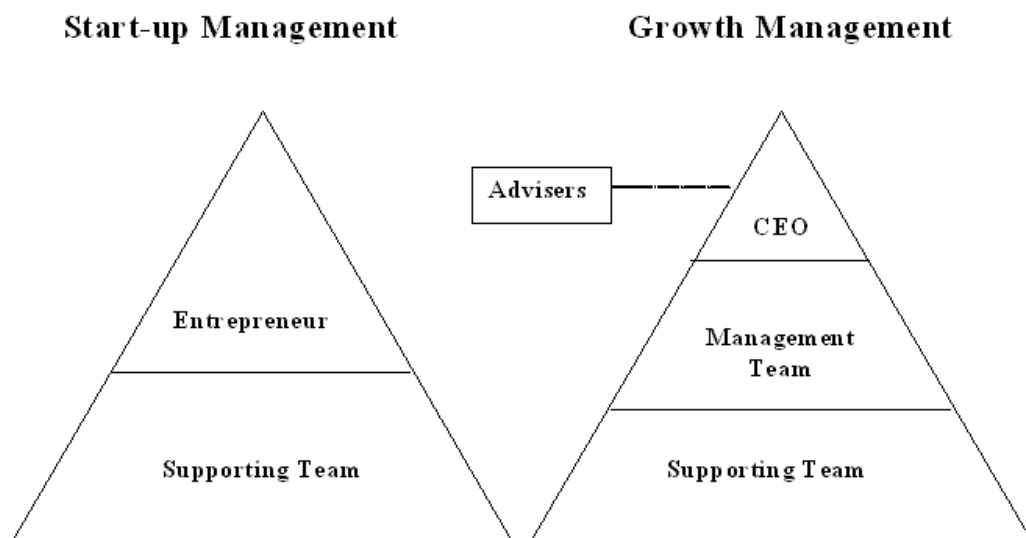 Start-up Management
Growth Management
Advisers
CEO
Entrepreneur
Management
Team
Supporting Team
Supporting Team